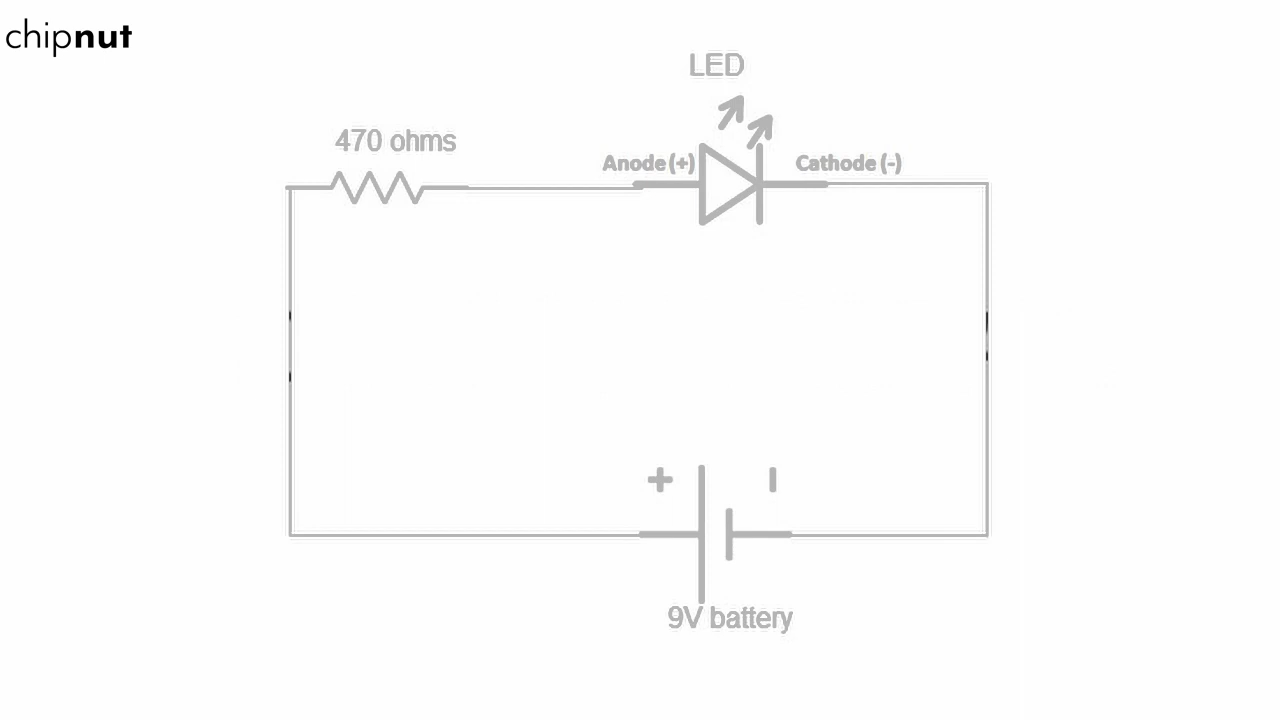 chipnut
LED
470 ohms
Anode (+)
Cathode (-)
+
-
9V battery